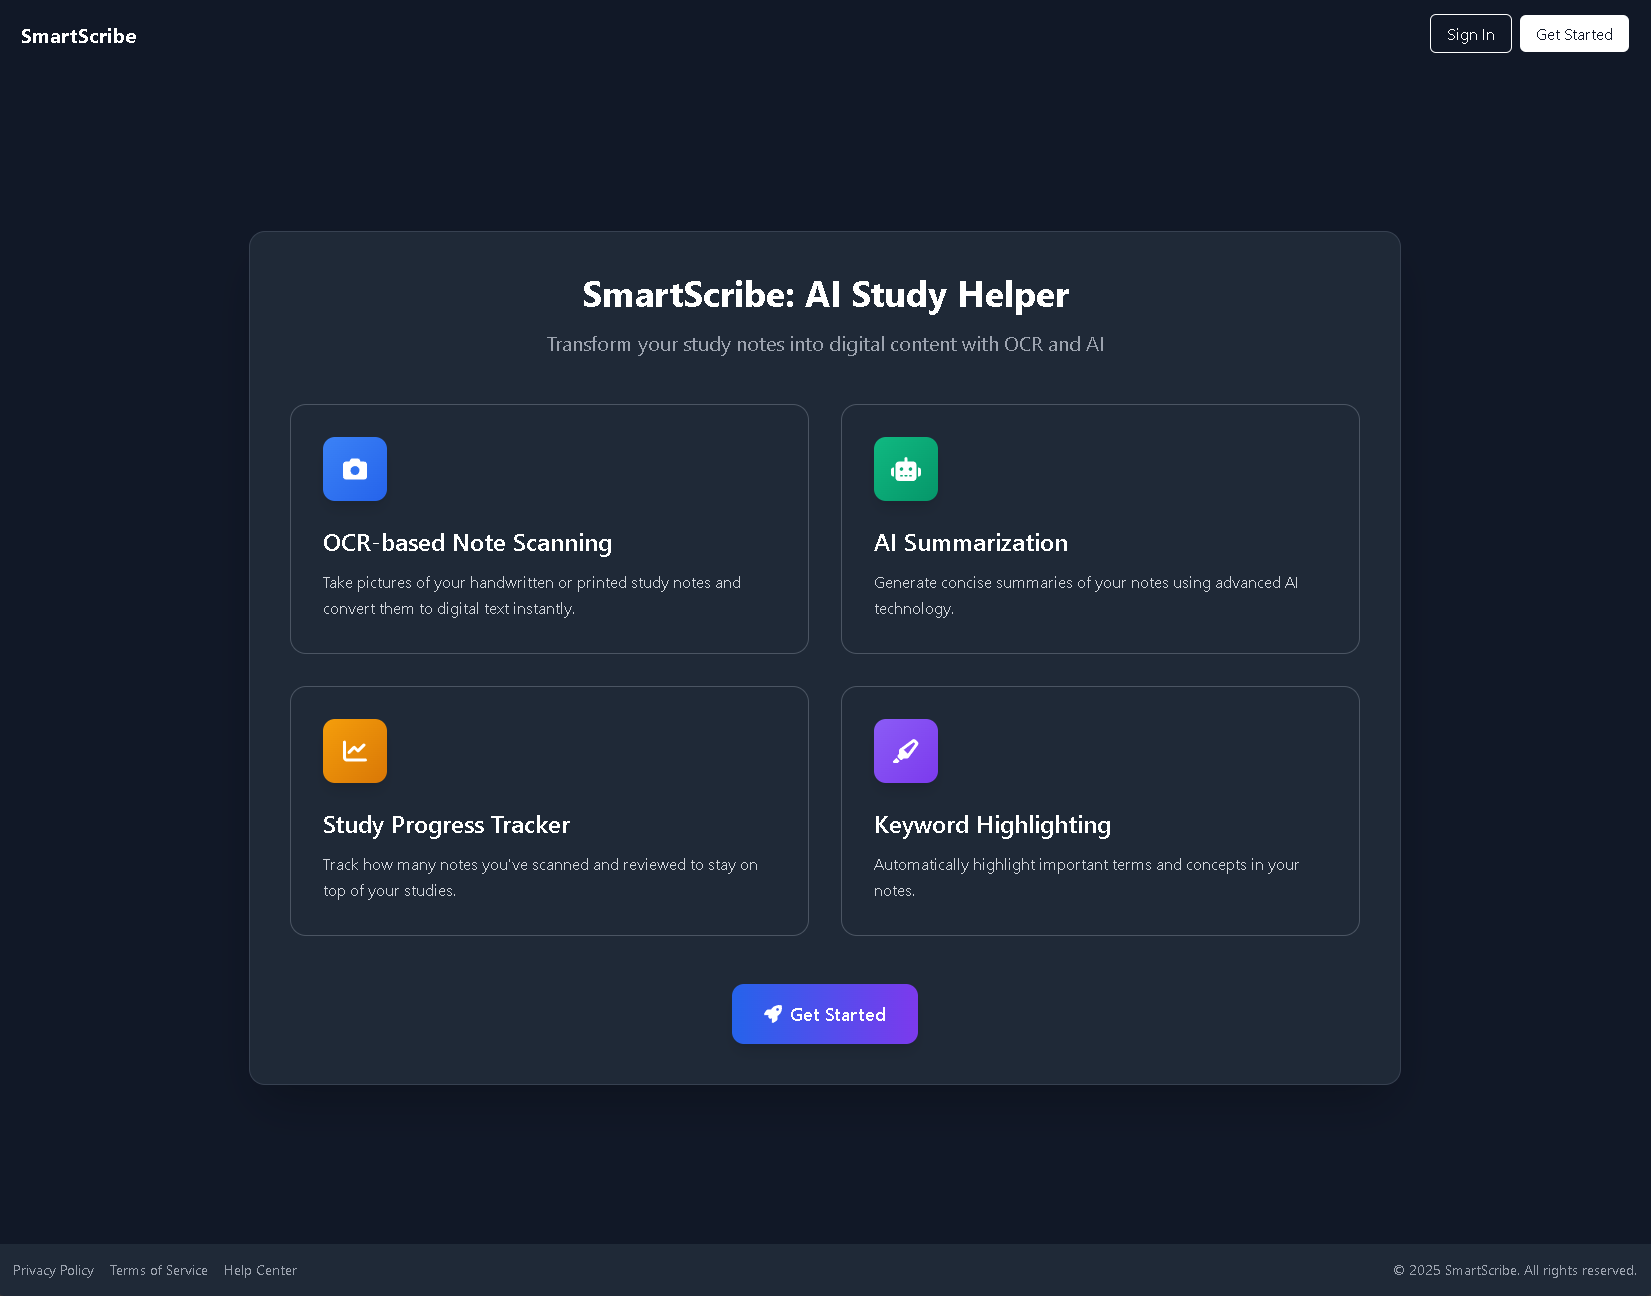 SmartScribe
Sign In
Get Started
SmartScribe: AI Study Helper
Transform your study notes into digital content with OCR and AI
OCR-based Note Scanning
Take pictures of your handwritten or printed study notes and
convert them to digital text instantly.
AI Summarization
Generate concise summaries of your notes using advanced AI
technology.
Study Progress Tracker
Track how many notes you've scanned and reviewed to stay on
top of your studies.
Keyword Highlighting
Automatically highlight important terms and concepts in your
notes.
Get Started
Privacy Policy
Terms of Service
Help Center
© 2025 SmartScribe. All rights reserved.